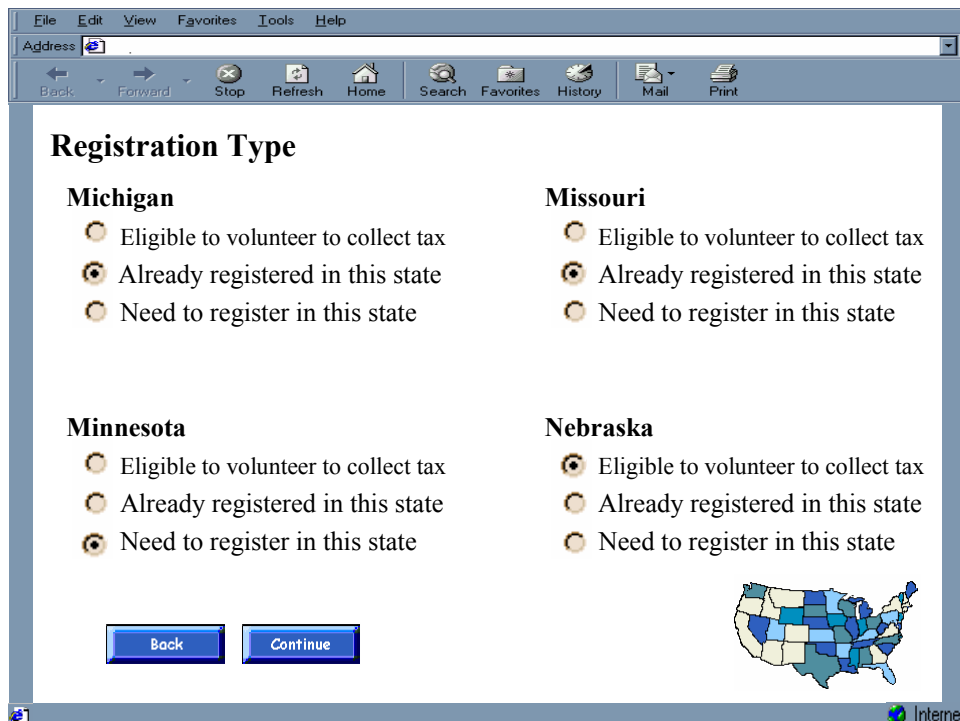 File Edit View Favorites Tools Help
Address
Back Forward Stop Refresh Home Search Favorites History Mail Print
Registration Type
Michigan
Eligible to volunteer to collect tax
Already registered in this state
Need to register in this state
Missouri
Eligible to volunteer to collect tax
Already registered in this state
Need to register in this state
Minnesota
Eligible to volunteer to collect tax
Already registered in this state
Need to register in this state
Nebraska
Eligible to volunteer to collect tax
Already registered in this state
Need to register in this state
Back Continue
Interne